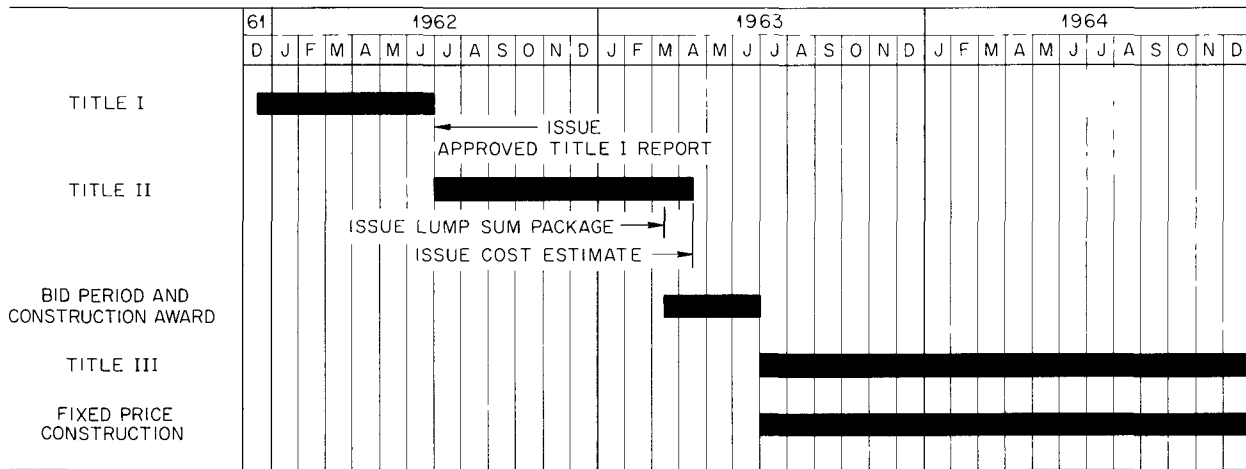 61 1962 1963 1964
D J F M A M J J A S O N D J F M A M J J A S O N D J F M A M J J A S O N D
TITLE I
ISSUE
APPROVED TITLE I REPORT
TITLE II
ISSUE LUMP SUM PACKAGE
ISSUE COST ESTIMATE
BID PERIOD AND
CONSTRUCTION AWARD
TITLE III
FIXED PRICE
CONSTRUCTION